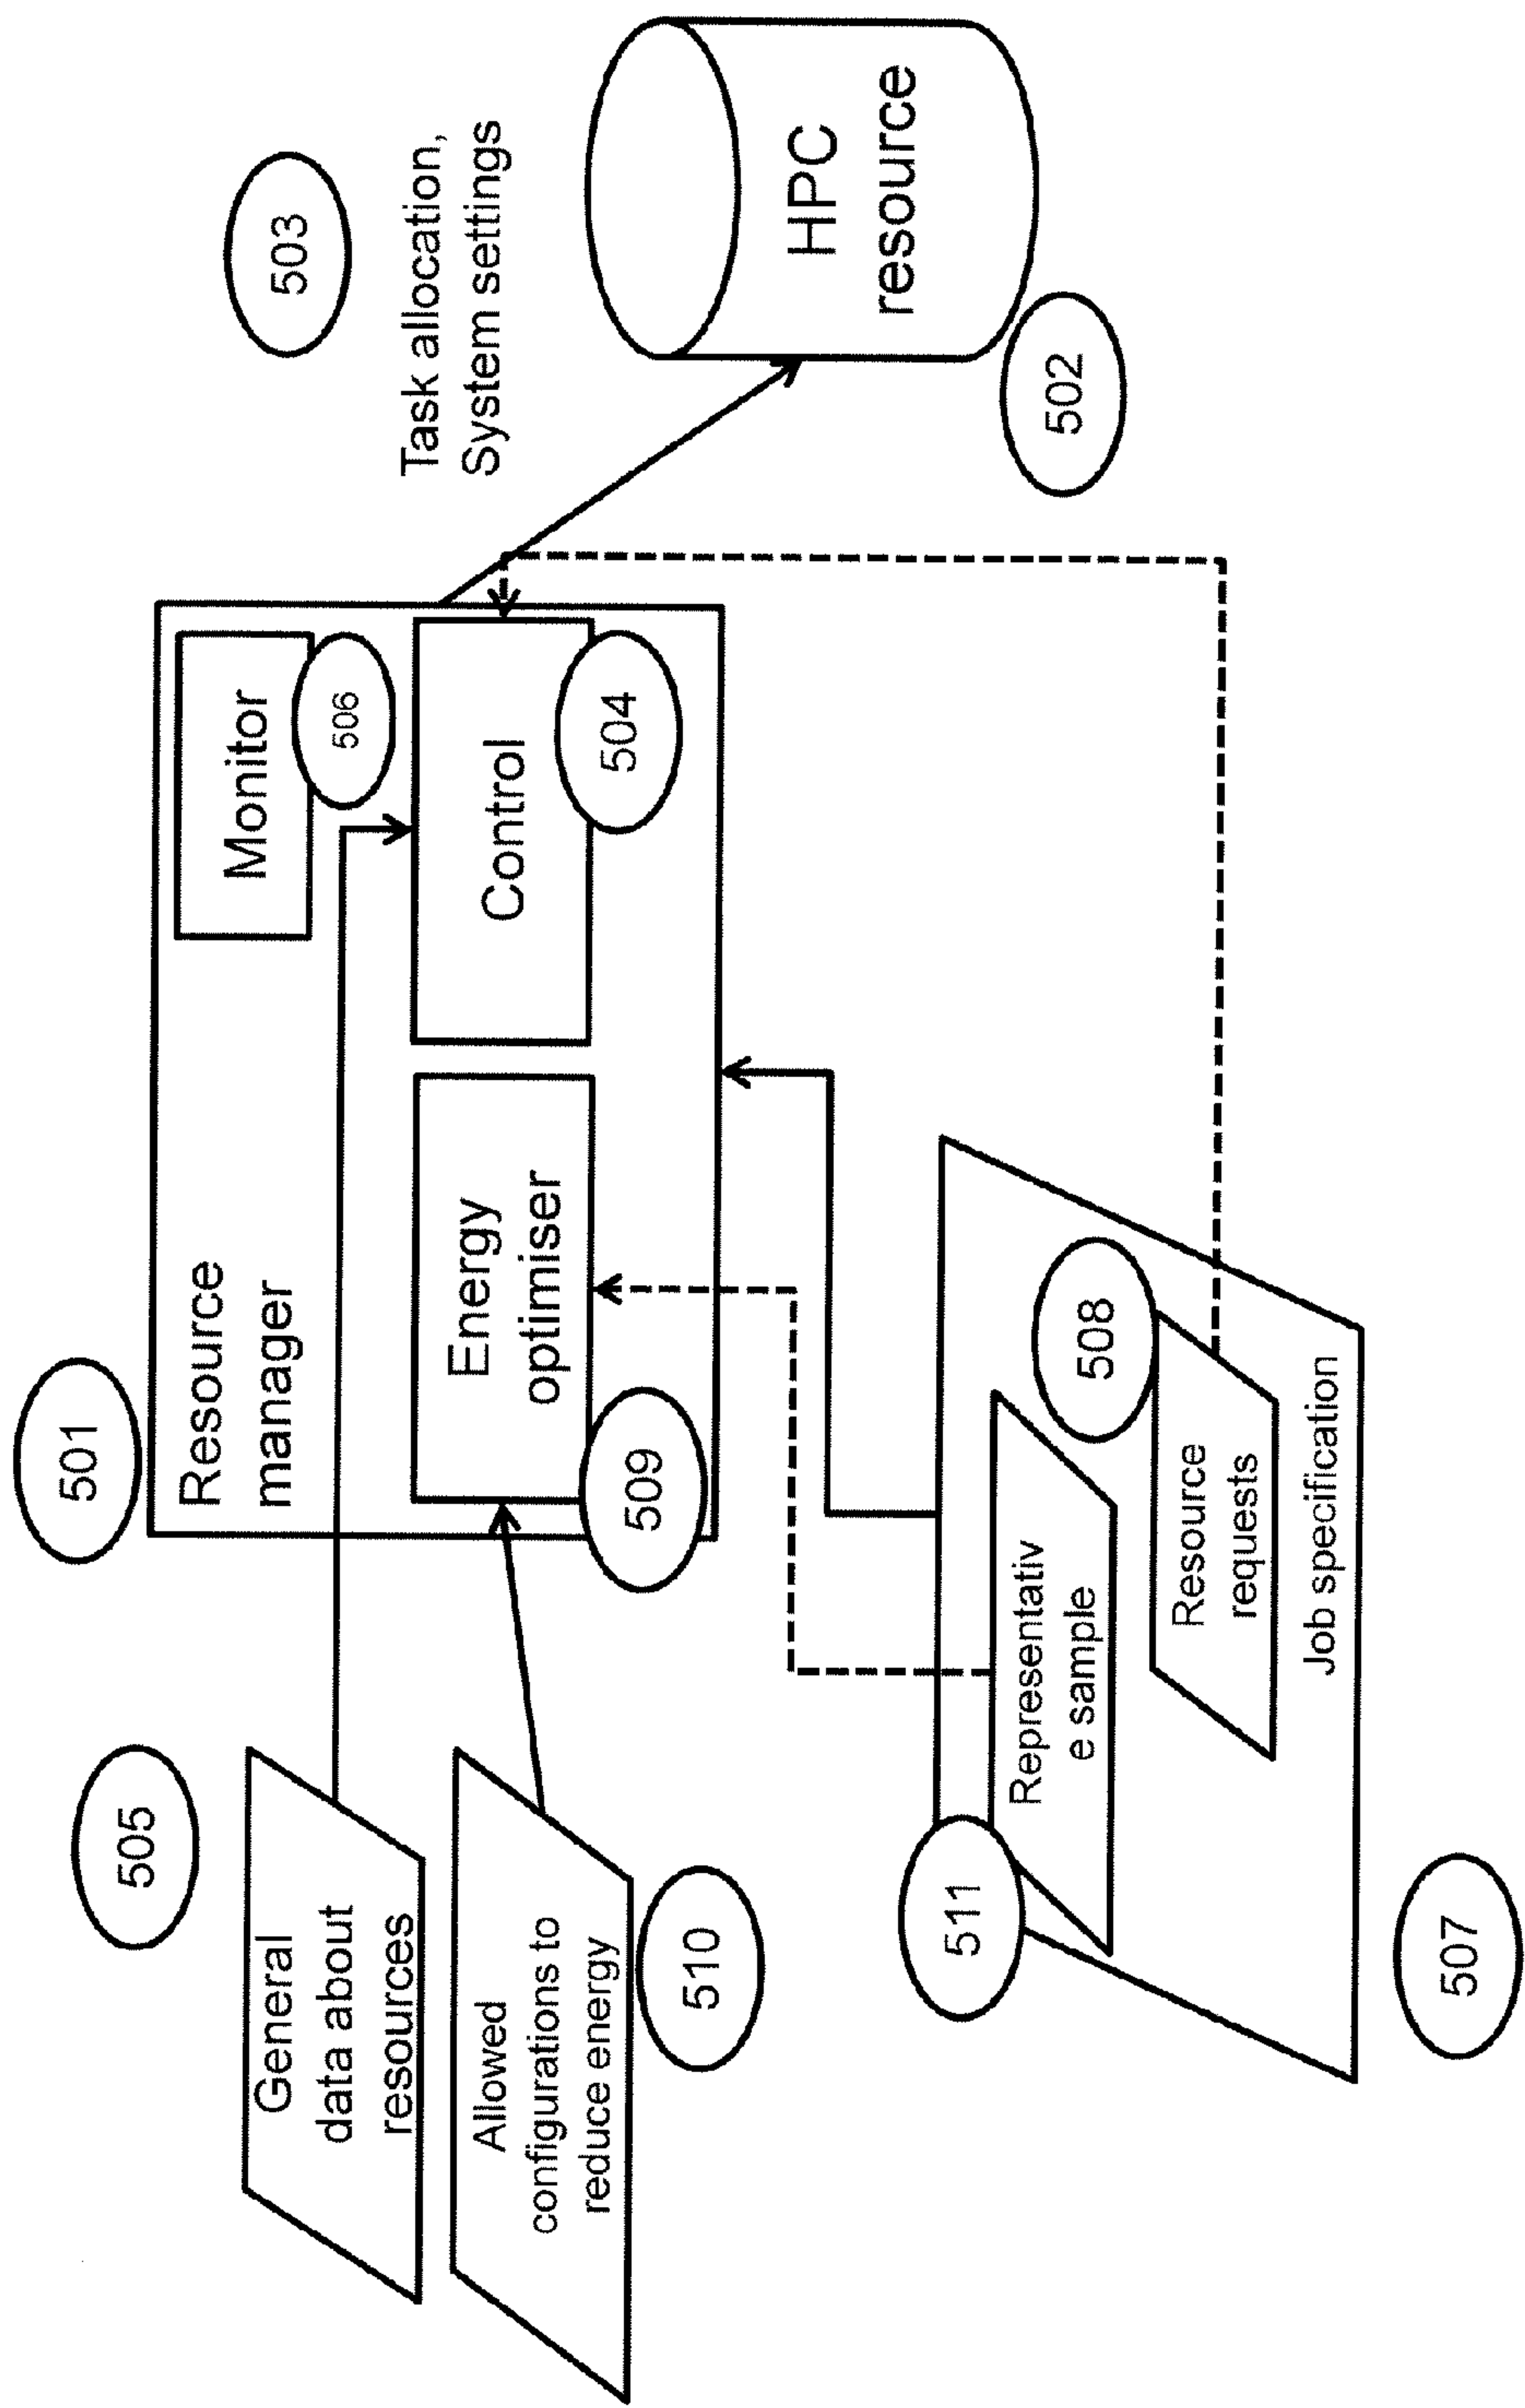 501
Resource
manager
Monitor
506
503
Task allocation,
System settings
505
General
data about
resources
Energy
optimiser
509
Control
504
HPC
resource
502
Allowed
configurations to
reduce energy
510
511
Representativ
e sample
508
Resource
requests
Job specification
507